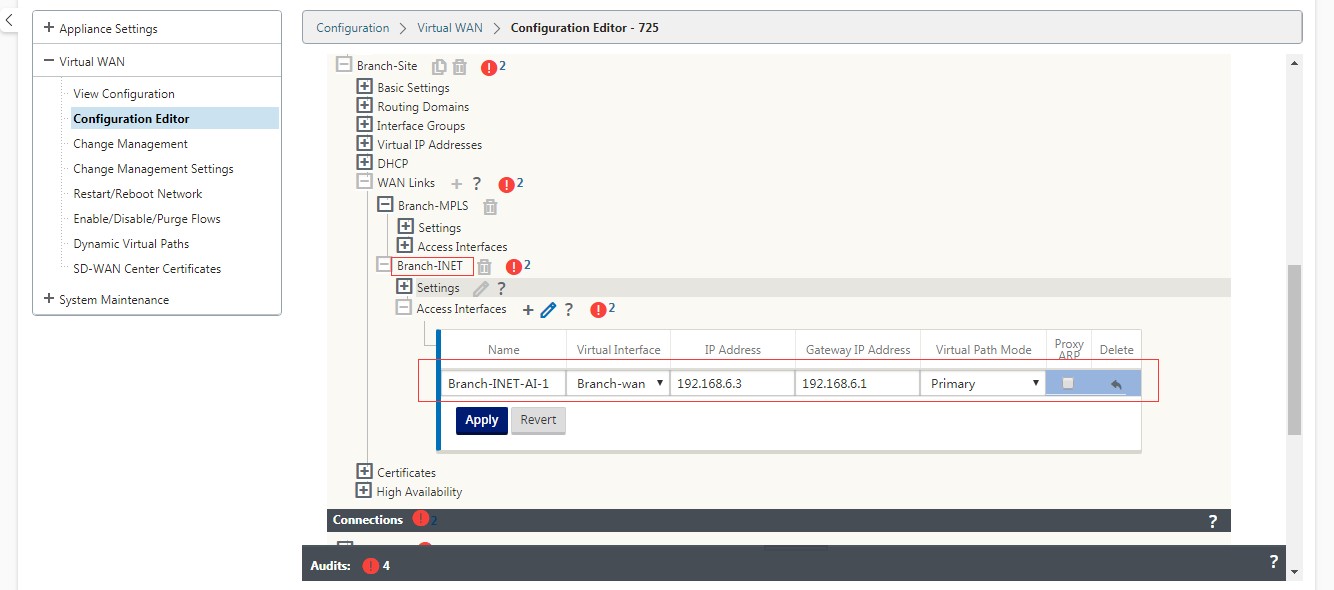 Appliance Settings
Virtual WAN
View Configuration
Configuration Editor
Change Management
Change Management Settings
Restart/Reboot Network
Enable/Disable/Purge Flows
Dynamic Virtual Paths
SD-WAN Center Certificates
System Maintenance
Configuration > Virtual WAN > Configuration Editor - 725
Branch-Site ! 2
Basic Settings
Routing Domains
Interface Groups
Virtual IP Addresses
DHCP
WAN Links + ? ! 2
Branch-MPLS
Settings
Access Interfaces
Branch-INET ! 2
Settings ?
Access Interfaces + ? ! 2
Name Virtual Interface IP Address Gateway IP Address Virtual Path Mode Proxy ARP Delete
Branch-INET-AI-1 Branch-wan 192.168.6.3 192.168.6.1 Primary
Apply Revert
Certificates
High Availability
Connections ! 2 ?
Audits: ! 4 ?